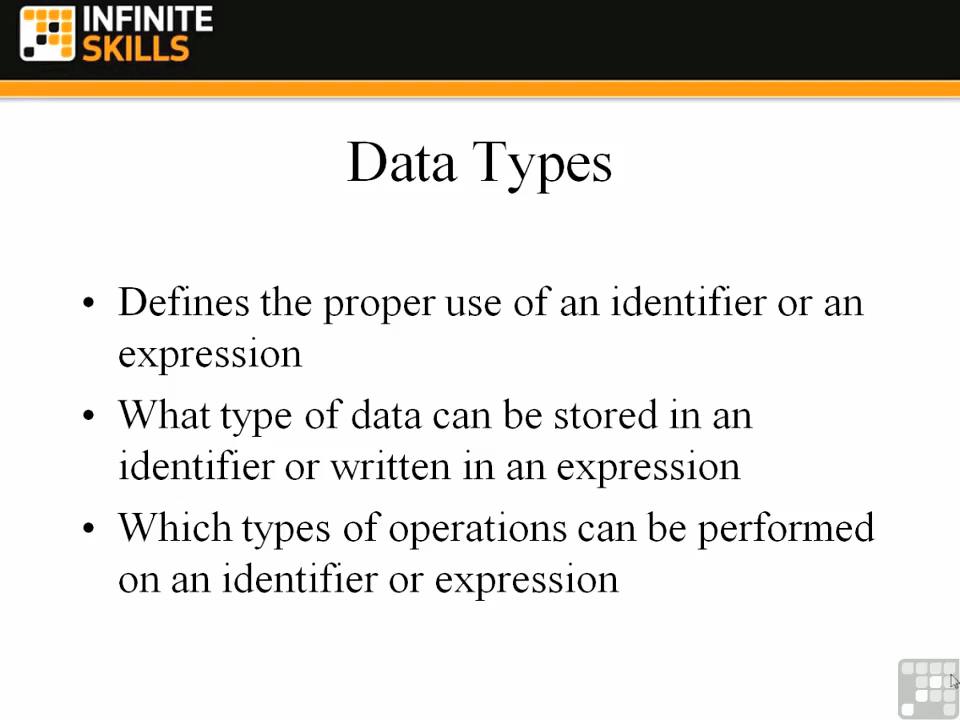 INFINITE
SKILLS
Data Types
• Defines the proper use of an identifier or an
expression
• What type of data can be stored in an
identifier or written in an expression
• Which types of operations can be performed
on an identifier or expression